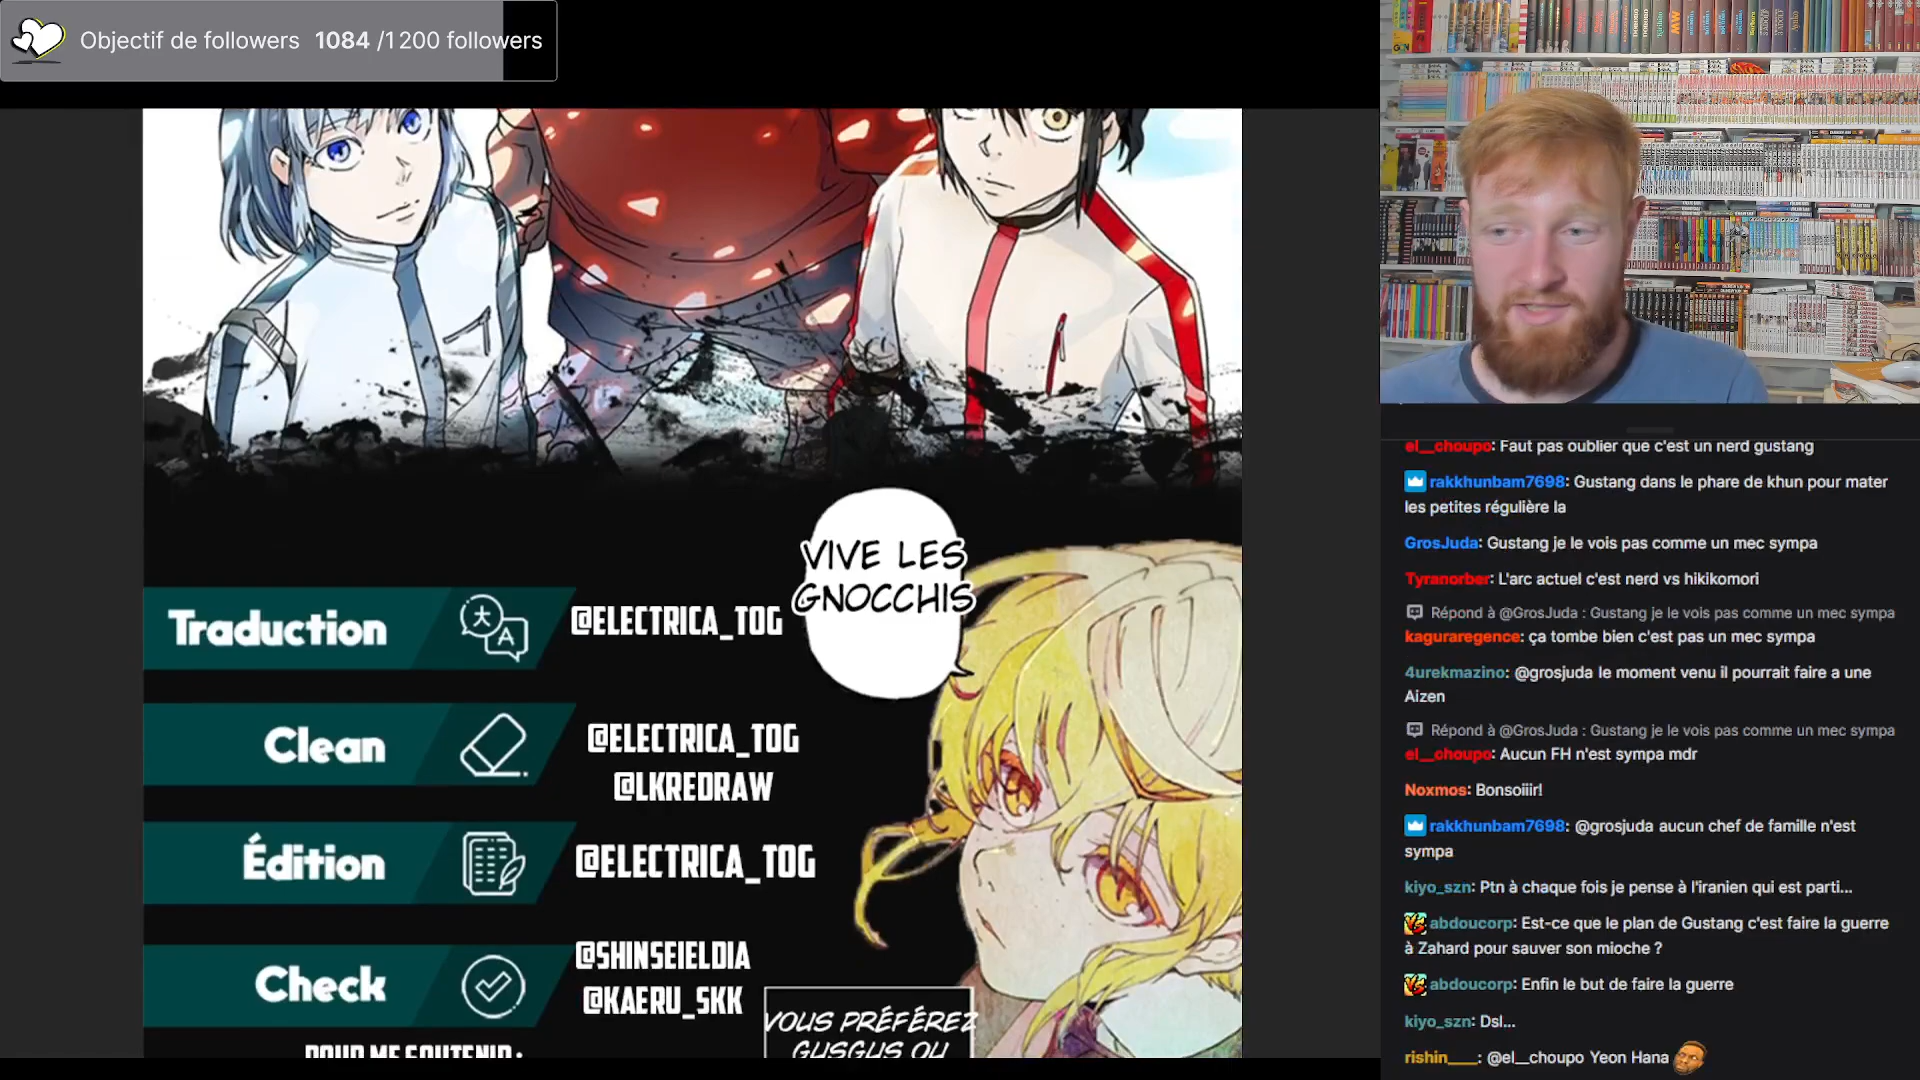 Objectif de followers 1084 /1 200 followers
VIVE LES
GNOCCHIS
Traduction
@ELECTRICA_TOG
Clean
@ELECTRICA_TOG
@LKREDRAW
Édition
@ELECTRICA_TOG
Check
@SHINSEIELDIA
@KAERU_SKK
VOUS PRÉFÉREZ
GUSGUS OU
POUR ME SOUTENIR :
el__choupo: Faut pas oublier que c'est un nerd gustang
rakkhunbam7698: Gustang dans le phare de khun pour mater
les petites régulière la
GrosJuda: Gustang je le vois pas comme un mec sympa
Tyranorber: L'arc actuel c'est nerd vs hikikomori
Répond à @GrosJuda : Gustang je le vois pas comme un mec sympa
kaguraregence: ça tombe bien c'est pas un mec sympa
4urekmazino: @grosjuda le moment venu il pourrait faire a une
Aizen
Répond à @GrosJuda : Gustang je le vois pas comme un mec sympa
el__choupo: Aucun FH n'est sympa mdr
Noxmos: Bonsoiiir!
rakkhunbam7698: @grosjuda aucun chef de famille n'est
sympa
kiyo_szn: Ptn à chaque fois je pense à l'iranien qui est parti...
abdoucorp: Est-ce que le plan de Gustang c'est faire la guerre
à Zahard pour sauver son mioche ?
abdoucorp: Enfin le but de faire la guerre
kiyo_szn: Dsl...
rishin____: @el__choupo Yeon Hana